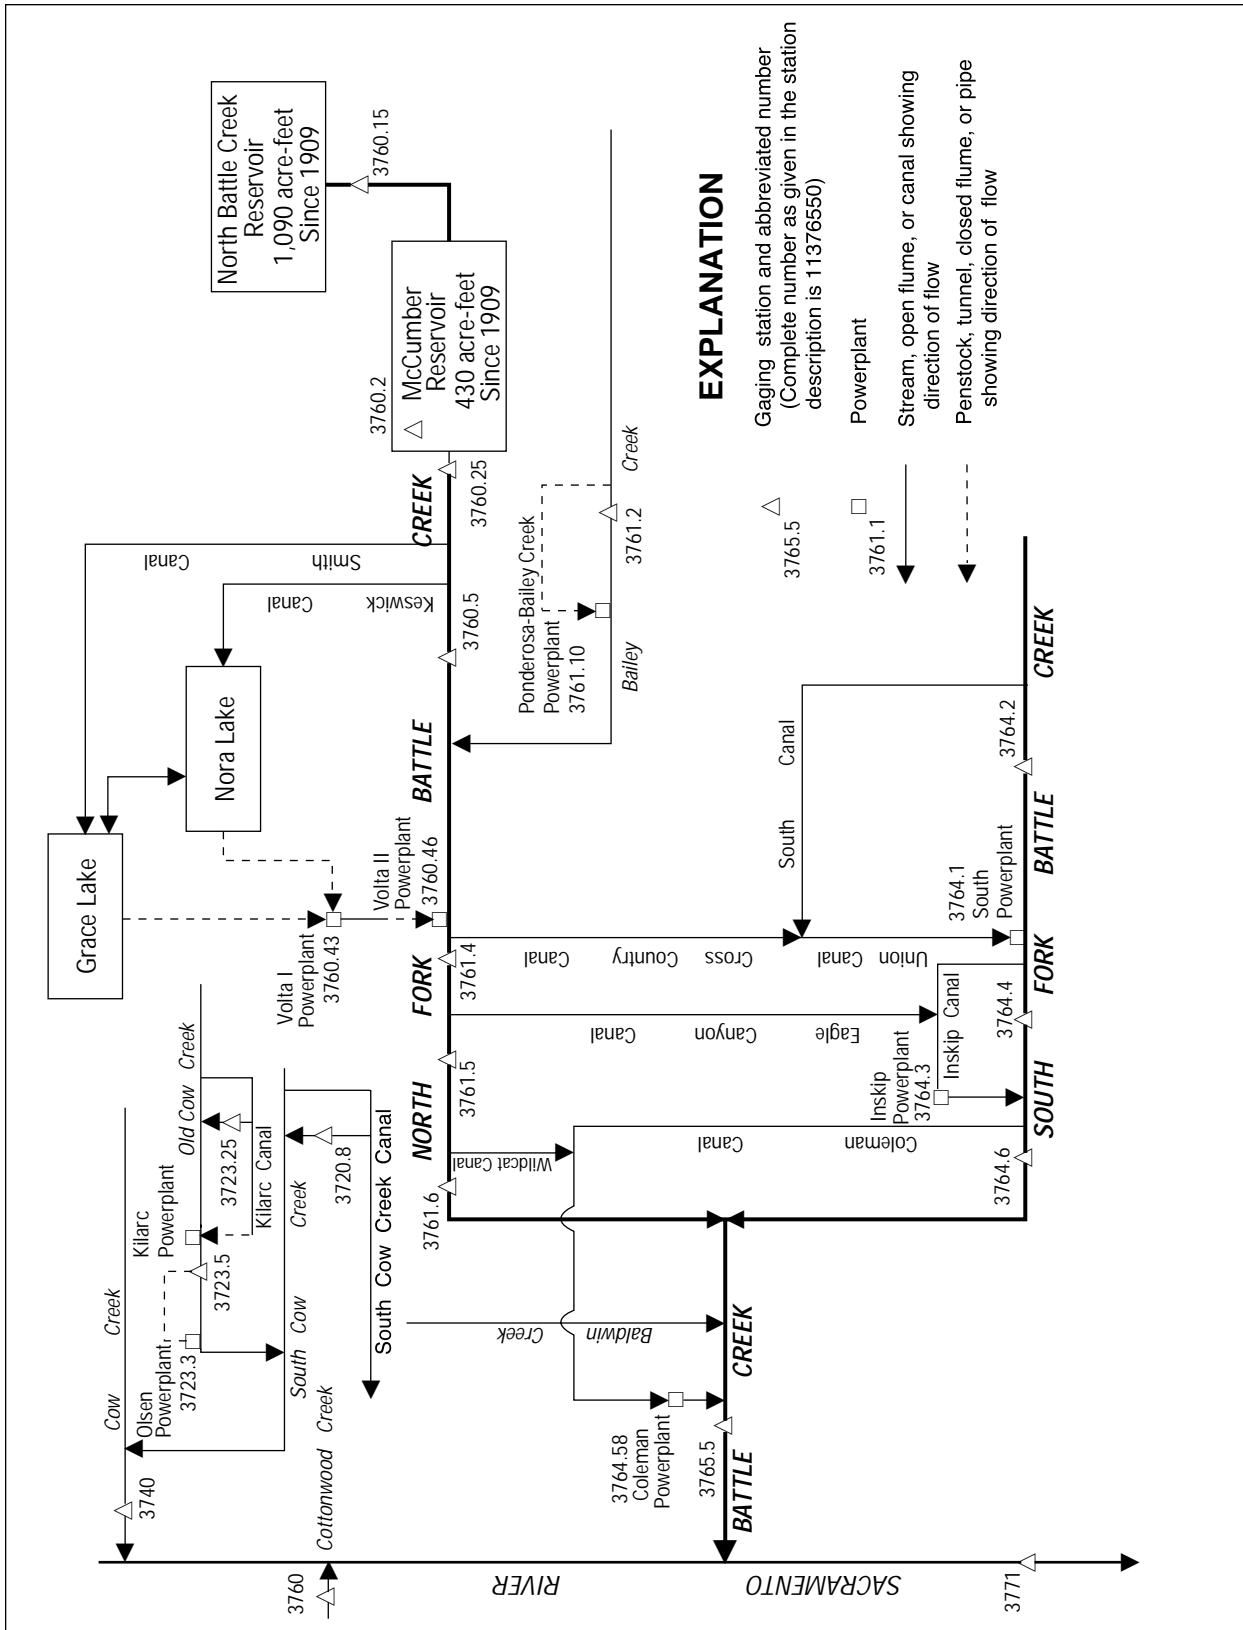 North Battle Creek
Reservoir
1,090 acre-feet
Since 1909
3760.15
McCumber
Reservoir
430 acre-feet
Since 1909
3760.2
3760.25
CREEK
Smith
Canal
Keswick
Canal
3760.5
Grace Lake
Nora Lake
Volta I
Powerplant
3760.43
Volta II
Powerplant
3760.46
BATTLE
Ponderosa-Bailey Creek
Powerplant
3761.10
3761.2
Bailey
Creek
FORK
3761.4
Cross
Country
Canal
3761.5
Eagle
Canyon
Canal
NORTH
Wildcat Canal
3761.6
South
Canal
Union
Canal
3764.1
South
Powerplant
3764.2
CREEK
BATTLE
FORK
3764.4
Inskip Canal
Inskip
Powerplant
3764.3
SOUTH
Coleman
Canal
3764.6
Cow
Creek
3740
Old Cow
Creek
3723.25
Kilarc Canal
Kilarc
Powerplant
3723.5
Olsen
Powerplant
3723.3
South Cow
Creek
3720.8
South Cow Creek Canal
Cottonwood
Creek
3760
Baldwin
Creek
3764.58
Coleman
Powerplant
3765.5
BATTLE
CREEK
SACRAMENTO
RIVER
3771
EXPLANATION
3765.5
Gaging station and abbreviated number
(Complete number as given in the station
description is 11376550)
3761.1
Powerplant
Stream, open flume, or canal showing
direction of flow
Penstock, tunnel, closed flume, or pipe
showing direction of flow